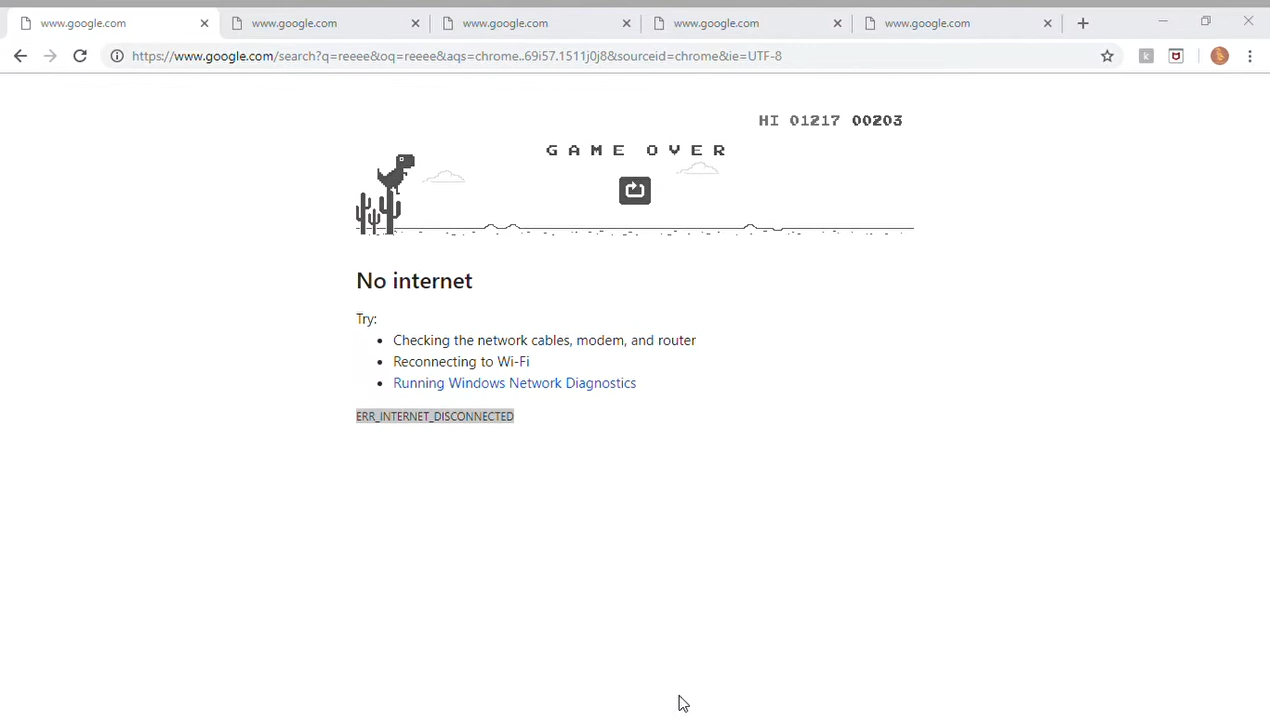 www.google.com
www.google.com
www.google.com
www.google.com
www.google.com
https://www.google.com/search?q=reeee&oq=reeee&aqs=chrome..69i57.1511j0j8&sourceid=chrome&ie=UTF-8
HI 01217 00203
GAME OVER
No internet
Try:
Checking the network cables, modem, and router
Reconnecting to Wi-Fi
Running Windows Network Diagnostics
ERR_INTERNET_DISCONNECTED